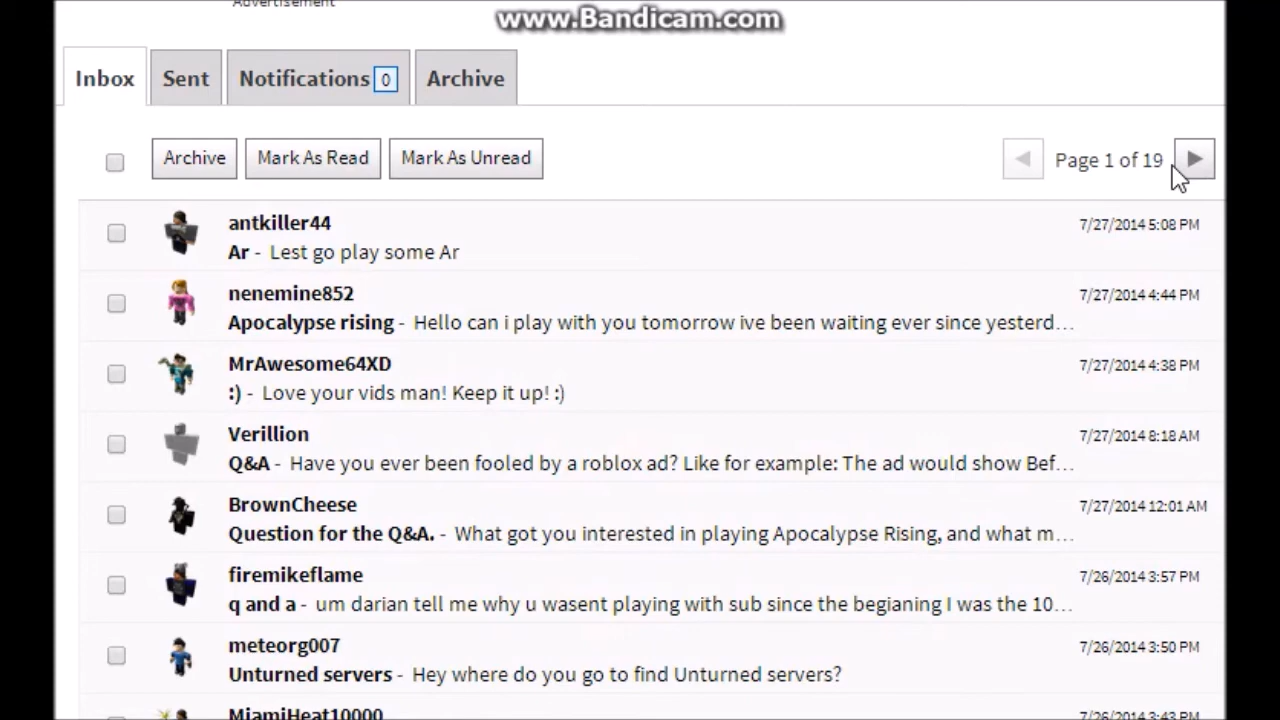 Advertisement
www.Bandicam.com
Inbox Sent Notifications 0 Archive
Archive Mark As Read Mark As Unread Page 1 of 19
antkiller44 7/27/2014 5:08 PM
Ar - Lest go play some Ar
nenemine852 7/27/2014 4:44 PM
Apocalypse rising - Hello can i play with you tomorrow ive been waiting ever since yesterd...
MrAwesome64XD 7/27/2014 4:38 PM
:) - Love your vids man! Keep it up! :)
Verillion 7/27/2014 8:18 AM
Q&A - Have you ever been fooled by a roblox ad? Like for example: The ad would show Bef...
BrownCheese 7/27/2014 12:01 AM
Question for the Q&A. - What got you interested in playing Apocalypse Rising, and what m...
firemikeflame 7/26/2014 3:57 PM
q and a - um darian tell me why u wasent playing with sub since the begianing I was the 10...
meteorg007 7/26/2014 3:50 PM
Unturned servers - Hey where do you go to find Unturned servers?
MiamiHeat10000 7/26/2014 3:43 PM